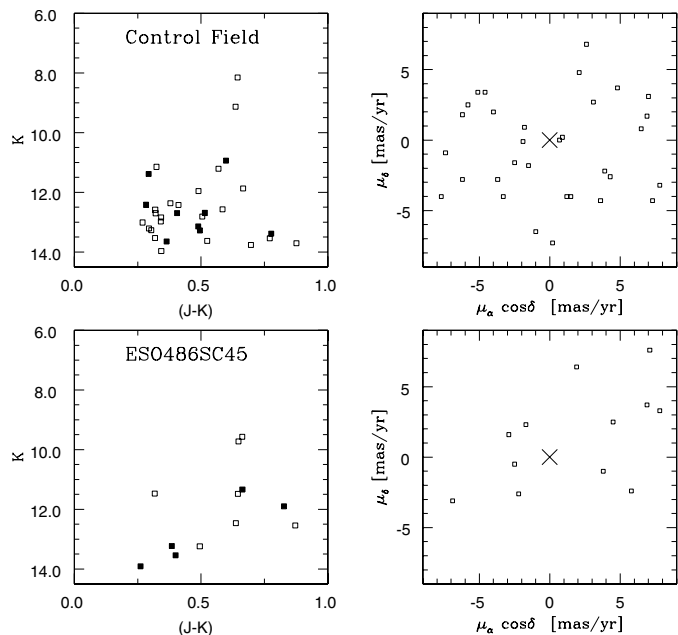 6.0
8.0
10.0
12.0
14.0
K
Control Field
0.0 0.5 1.0
(J-K)
5
0
-5
μδ [mas/yr]
-5 0 5
μα cosδ [mas/yr]
6.0
8.0
10.0
12.0
14.0
K
ESO486SC45
0.0 0.5 1.0
(J-K)
5
0
-5
μδ [mas/yr]
-5 0 5
μα cosδ [mas/yr]